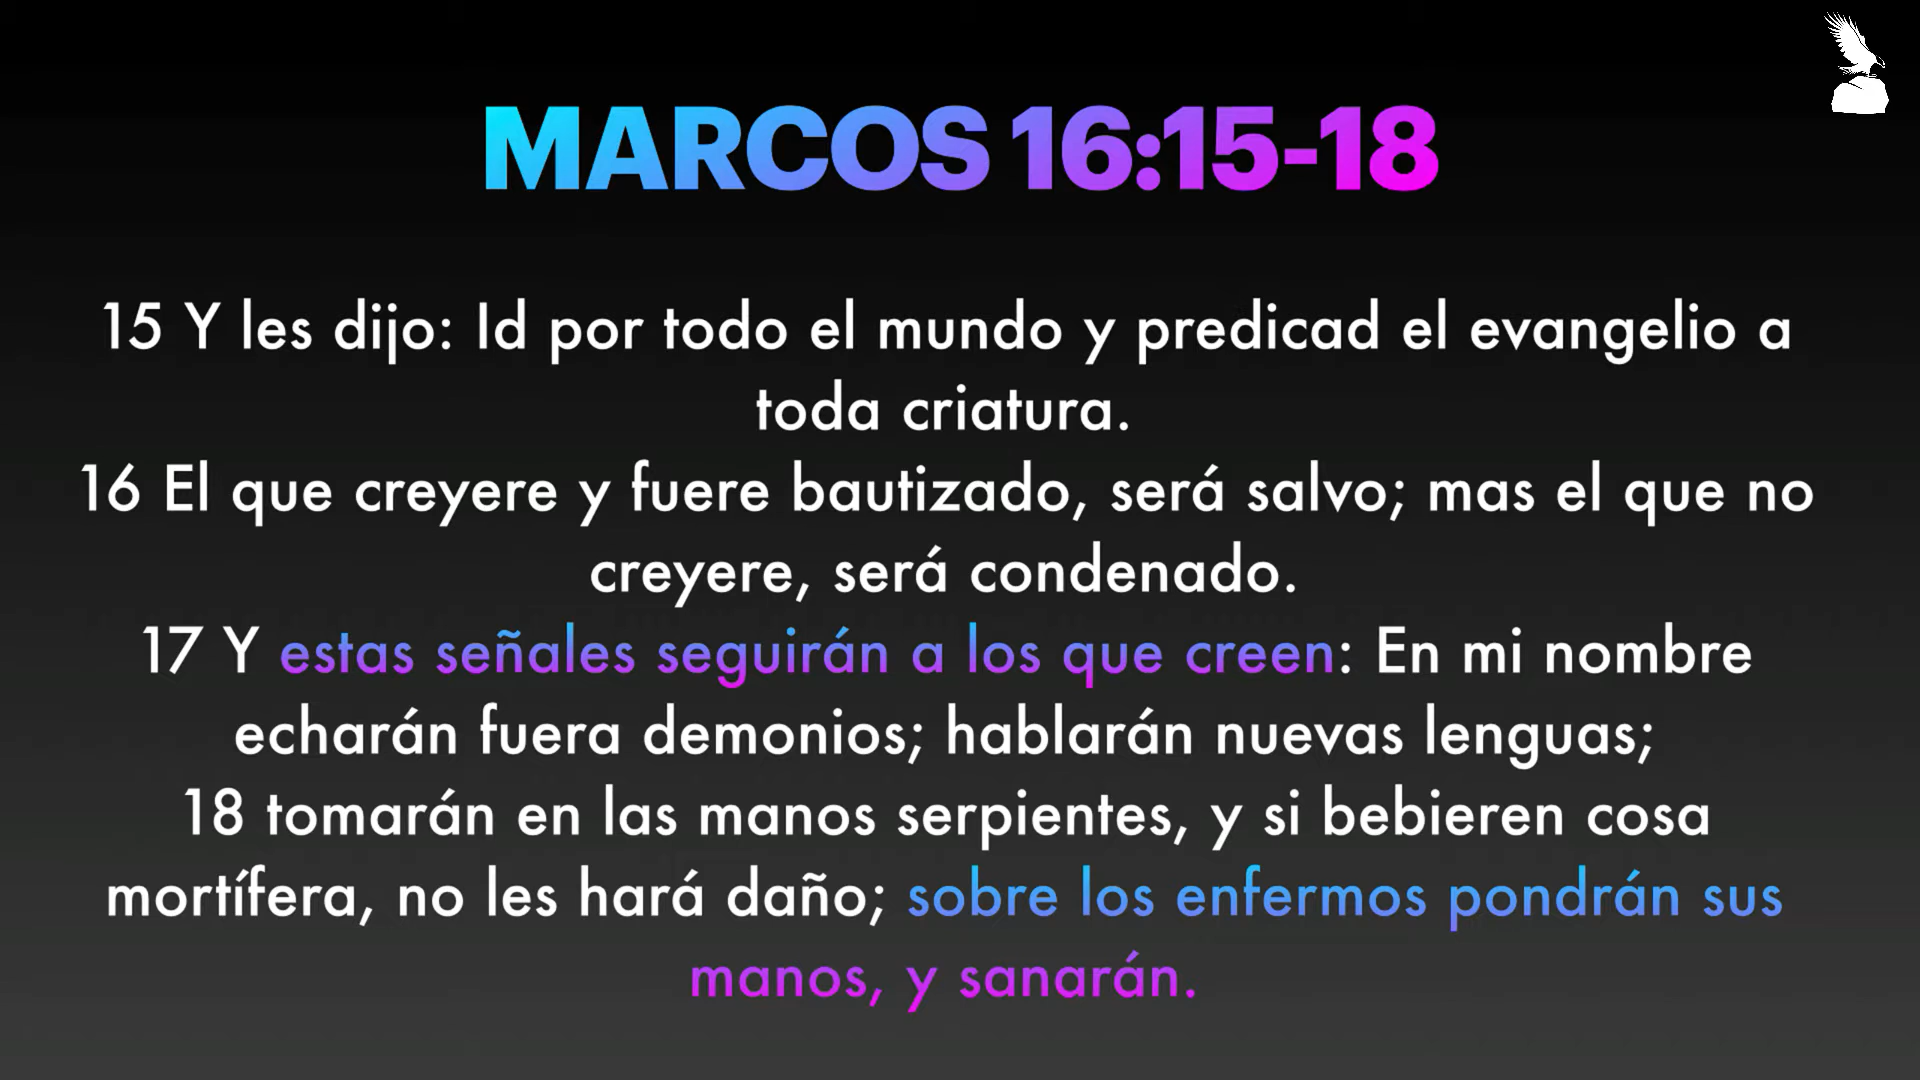 MARCOS 16:15-18
15 Y les dijo: Id por todo el mundo y predicad el evangelio a
toda criatura.
16 El que creyere y fuere bautizado, será salvo; mas el que no
creyere, será condenado.
17 Y estas señales seguirán a los que creen: En mi nombre
echarán fuera demonios; hablarán nuevas lenguas;
18 tomarán en las manos serpientes, y si bebieren cosa
mortífera, no les hará daño; sobre los enfermos pondrán sus
manos, y sanarán.